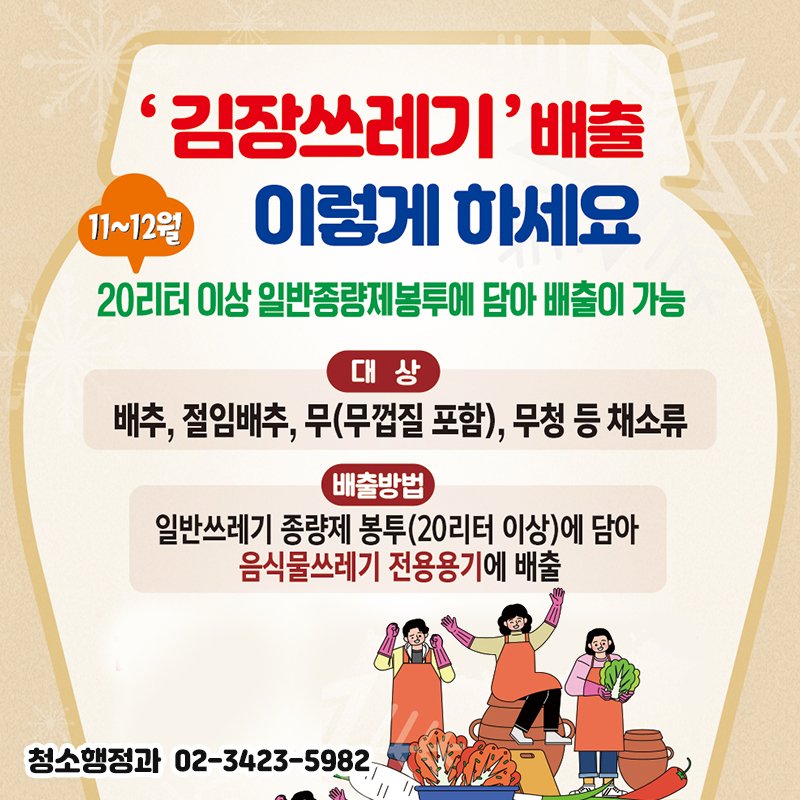 ‘김장쓰레기’ 배출
이렇게 하세요
11~12월
20리터 이상 일반종량제봉투에 담아 배출이 가능
대 상
배추, 절임배추, 무(무껍질 포함), 무청 등 채소류
배출방법
일반쓰레기 종량제 봉투(20리터 이상)에 담아
음식물쓰레기 전용용기에 배출
청소행정과 02-3423-5982